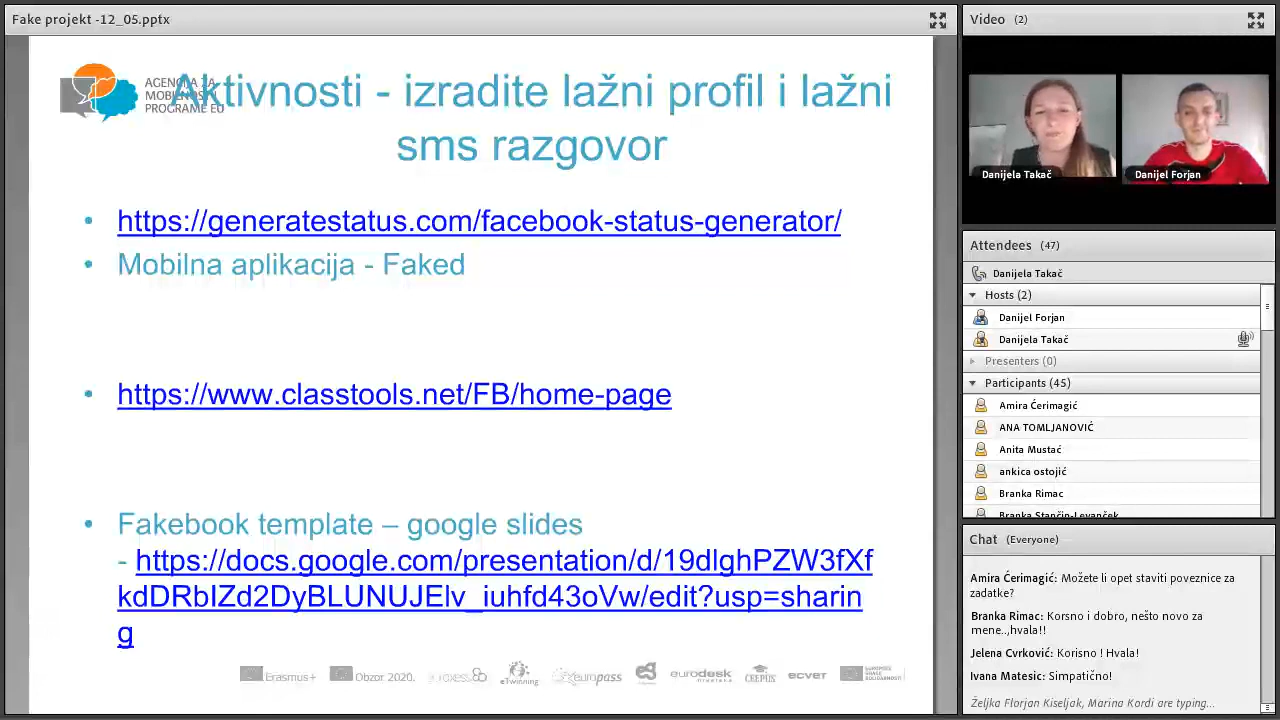 Fake projekt -12_05.pptx
AGENCIJA ZA
MOBILNOST I
PROGRAME EU
Aktivnosti - izradite lažni profil i lažni
sms razgovor
• https://generatestatus.com/facebook-status-generator/
• Mobilna aplikacija - Faked
• https://www.classtools.net/FB/home-page
• Fakebook template – google slides
- https://docs.google.com/presentation/d/19dlghPZW3fXf
kdDRbIZd2DyBLUNUJElv_iuhfd43oVw/edit?usp=sharin
g
Erasmus+
Obzor 2020.
eTwinning
europass
eurodesk
CEEPUS
ecvet
Video (2)
Danijela Takač
Danijel Forjan
Attendees (47)
Danijela Takač
Hosts (2)
Danijel Forjan
Danijela Takač
Presenters (0)
Participants (45)
Amira Ćerimagić
ANA TOMLJANOVIĆ
Anita Mustać
ankica ostojić
Branka Rimac
Branka Stančin-Levanček
Chat (Everyone)
Amira Ćerimagić: Možete li opet staviti poveznice za
zadatke?
Branka Rimac: Korsno i dobro, nešto novo za
mene..,hvala!!
Jelena Cvrković: Korisno ! Hvala!
Ivana Matesic: Simpatično!
Željka Florjan Kiseljak, Marina Kordi are typing...